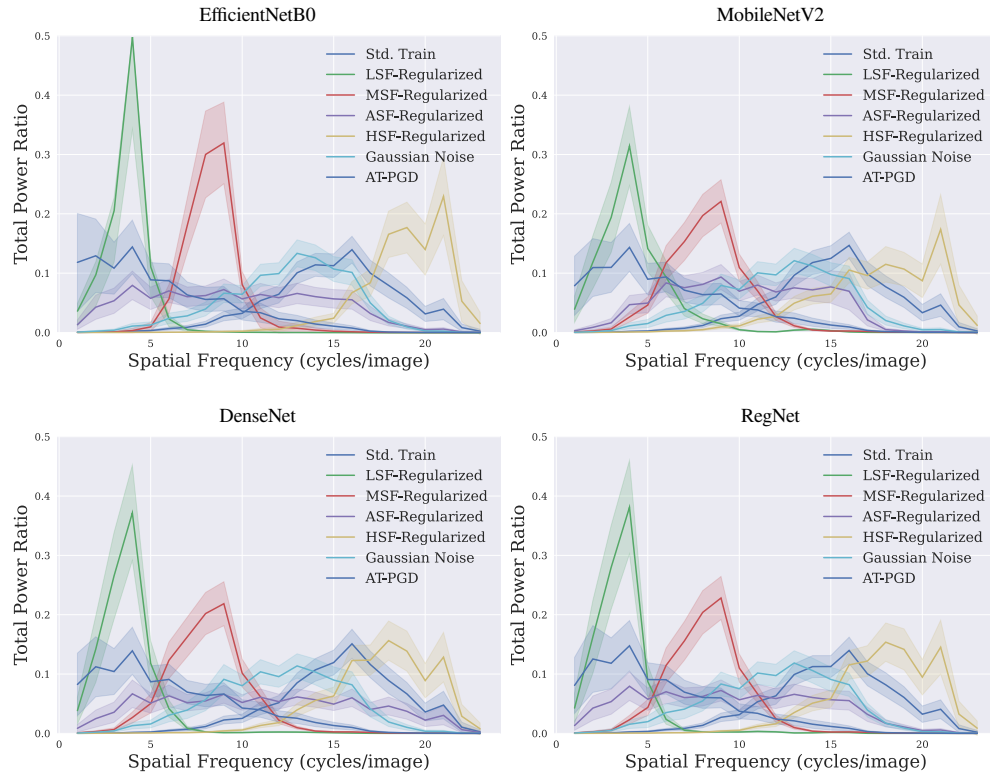 EfficientNetB0
0.5
0.4
0.3
0.2
0.1
0.0
Total Power Ratio
Std. Train
LSF-Regularized
MSF-Regularized
ASF-Regularized
HSF-Regularized
Gaussian Noise
AT-PGD
0 5 10 15 20
Spatial Frequency (cycles/image)
MobileNetV2
0.5
0.4
0.3
0.2
0.1
0.0
Total Power Ratio
Std. Train
LSF-Regularized
MSF-Regularized
ASF-Regularized
HSF-Regularized
Gaussian Noise
AT-PGD
0 5 10 15 20
Spatial Frequency (cycles/image)
DenseNet
0.5
0.4
0.3
0.2
0.1
0.0
Total Power Ratio
Std. Train
LSF-Regularized
MSF-Regularized
ASF-Regularized
HSF-Regularized
Gaussian Noise
AT-PGD
0 5 10 15 20
Spatial Frequency (cycles/image)
RegNet
0.5
0.4
0.3
0.2
0.1
0.0
Total Power Ratio
Std. Train
LSF-Regularized
MSF-Regularized
ASF-Regularized
HSF-Regularized
Gaussian Noise
AT-PGD
0 5 10 15 20
Spatial Frequency (cycles/image)